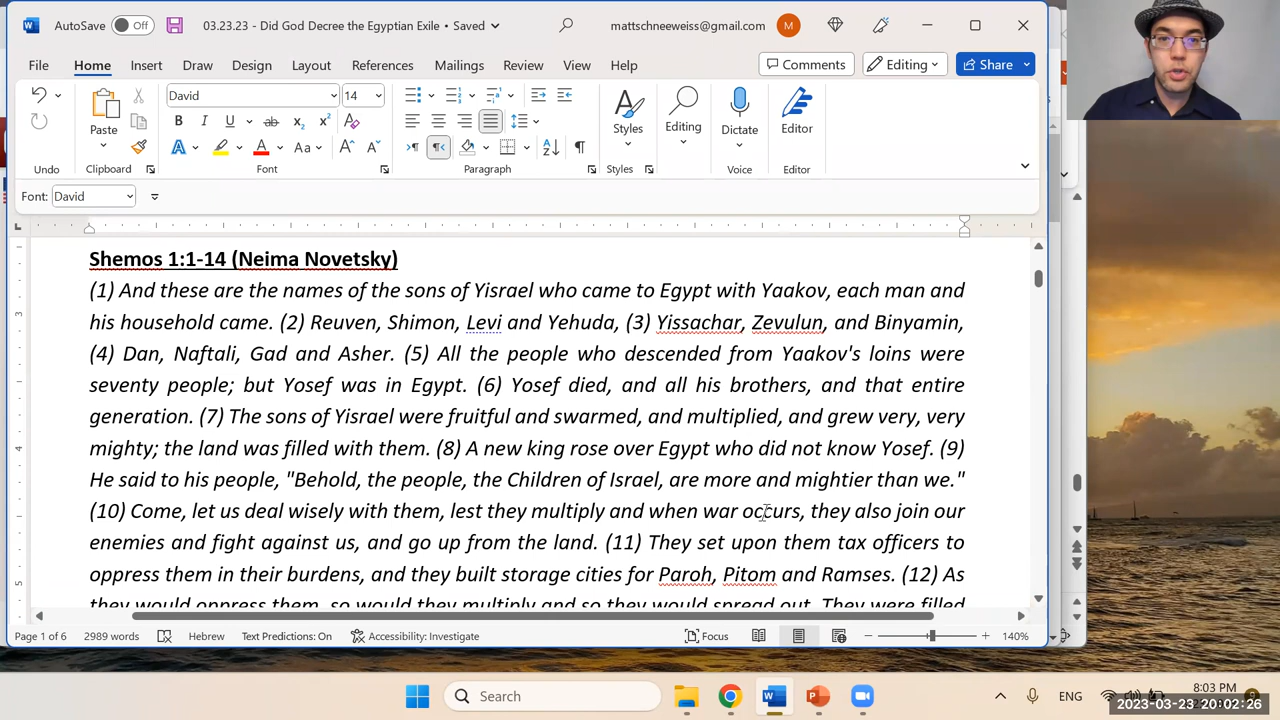 AutoSave Off 03.23.23 - Did God Decree the Egyptian Exile • Saved mattschneeweiss@gmail.com M
File Home Insert Draw Design Layout References Mailings Review View Help Comments Editing Share
David 14
Paste Styles Editing Dictate Editor
Undo Clipboard Font Paragraph Styles Voice Editor
Font: David
Shemos 1:1-14 (Neima Novetsky)
(1) And these are the names of the sons of Yisrael who came to Egypt with Yaakov, each man and
his household came. (2) Reuven, Shimon, Levi and Yehuda, (3) Yissachar, Zevulun, and Binyamin,
(4) Dan, Naftali, Gad and Asher. (5) All the people who descended from Yaakov's loins were
seventy people; but Yosef was in Egypt. (6) Yosef died, and all his brothers, and that entire
generation. (7) The sons of Yisrael were fruitful and swarmed, and multiplied, and grew very, very
mighty; the land was filled with them. (8) A new king rose over Egypt who did not know Yosef. (9)
He said to his people, "Behold, the people, the Children of Israel, are more and mightier than we."
(10) Come, let us deal wisely with them, lest they multiply and when war occurs, they also join our
enemies and fight against us, and go up from the land. (11) They set upon them tax officers to
oppress them in their burdens, and they built storage cities for Paroh, Pitom and Ramses. (12) As
they would oppress them, so would they multiply and so they would spread out. They were filled
Page 1 of 6 2989 words Hebrew Text Predictions: On Accessibility: Investigate Focus 140%
Search ENG 8:03 PM
2023-03-23 20:02:26